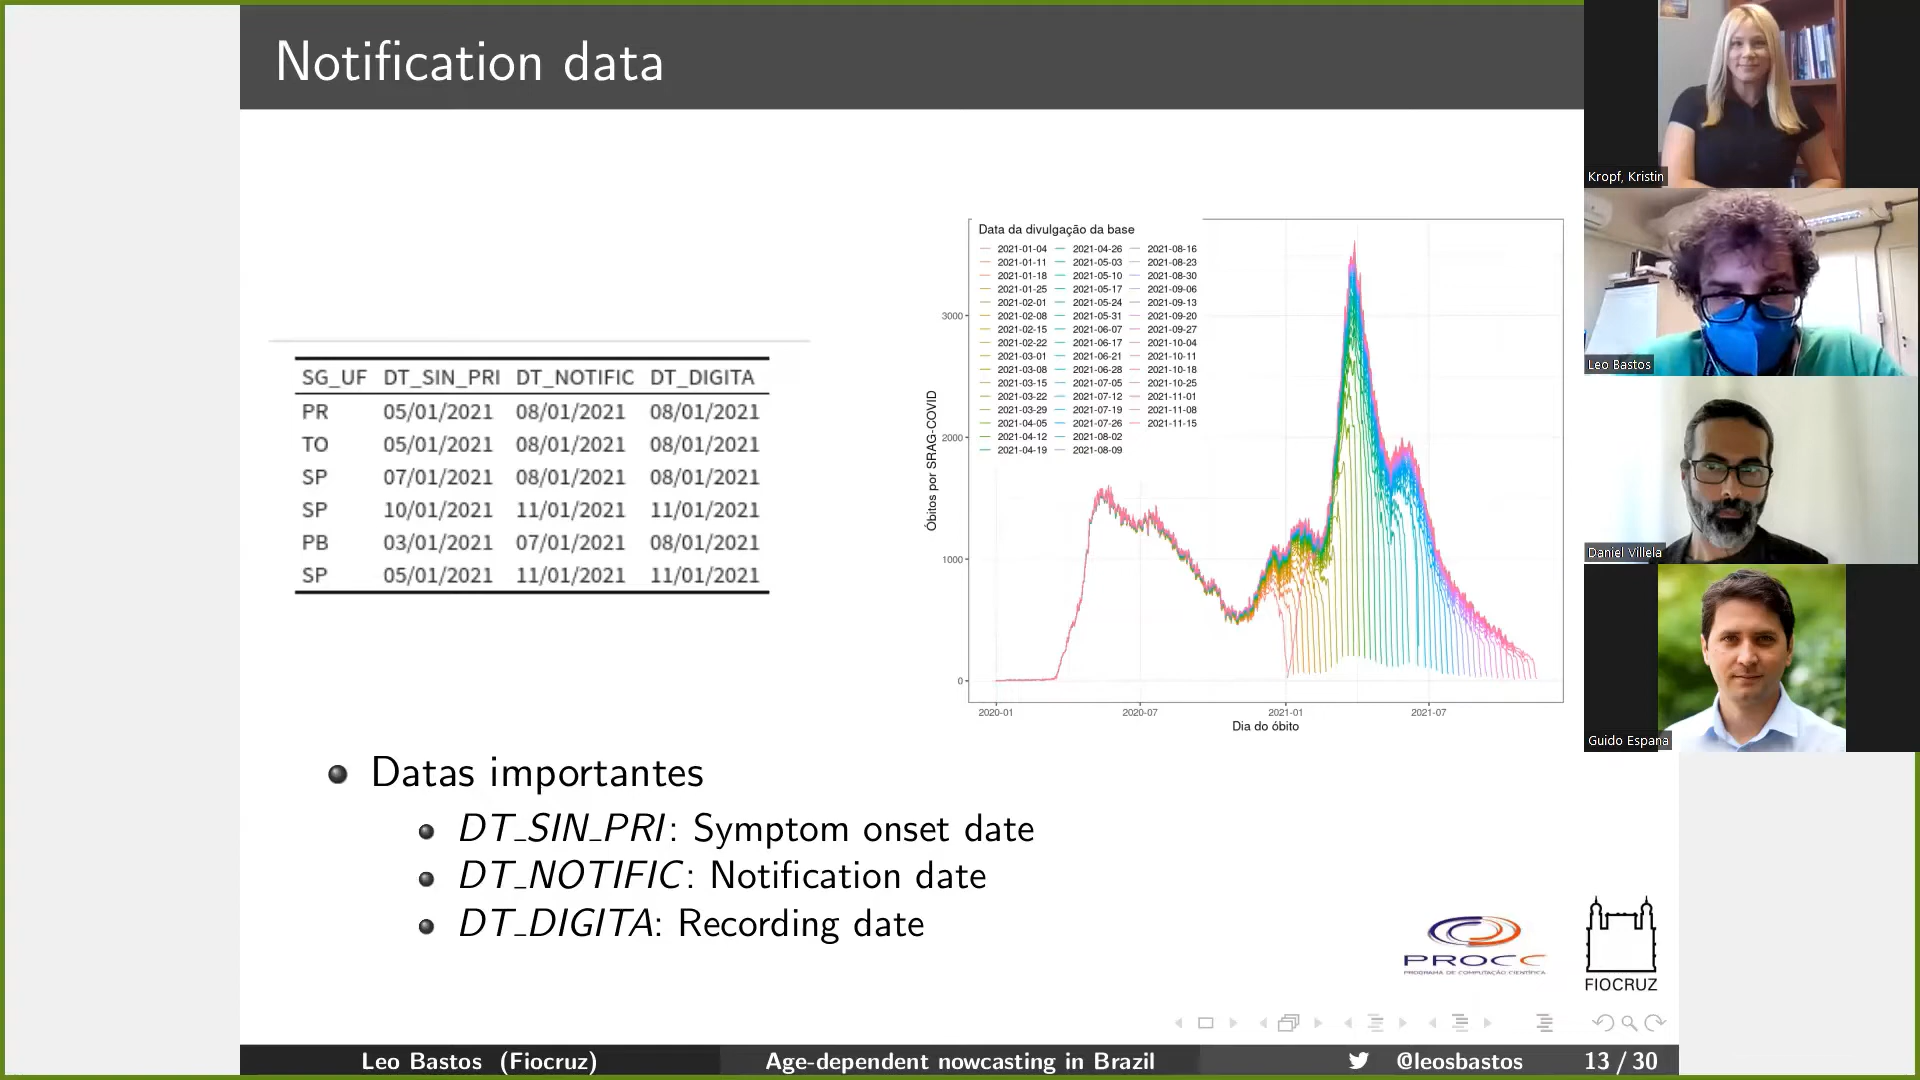 Notification data
SG_UF DT_SIN_PRI DT_NOTIFIC DT_DIGITA
PR 05/01/2021 08/01/2021 08/01/2021
TO 05/01/2021 08/01/2021 08/01/2021
SP 07/01/2021 08/01/2021 08/01/2021
SP 10/01/2021 11/01/2021 11/01/2021
PB 03/01/2021 07/01/2021 08/01/2021
SP 05/01/2021 11/01/2021 11/01/2021
Data da divulgação da base
2021-01-04 2021-04-26 2021-08-16
2021-01-11 2021-05-03 2021-08-23
2021-01-18 2021-05-10 2021-08-30
2021-01-25 2021-05-17 2021-09-06
2021-02-01 2021-05-24 2021-09-13
2021-02-08 2021-05-31 2021-09-20
2021-02-15 2021-06-07 2021-09-27
2021-02-22 2021-06-17 2021-10-04
2021-03-01 2021-06-21 2021-10-11
2021-03-08 2021-06-28 2021-10-18
2021-03-15 2021-07-05 2021-10-25
2021-03-22 2021-07-12 2021-11-01
2021-03-29 2021-07-19 2021-11-08
2021-04-05 2021-07-26 2021-11-15
2021-04-12 2021-08-02
2021-04-19 2021-08-09
Óbitos por SRAG-COVID
3000
2000
1000
0
2020-01 2020-07 2021-01 2021-07
Dia do óbito
Datas importantes
DT_SIN_PRI: Symptom onset date
DT_NOTIFIC: Notification date
DT_DIGITA: Recording date
PROCC
PROGRAMA DE COMPUTAÇÃO CIENTÍFICA
FIOCRUZ
Leo Bastos (Fiocruz) Age-dependent nowcasting in Brazil @leosbastos 13 / 30
Kropf, Kristin
Leo Bastos
Daniel Villela
Guido Espana